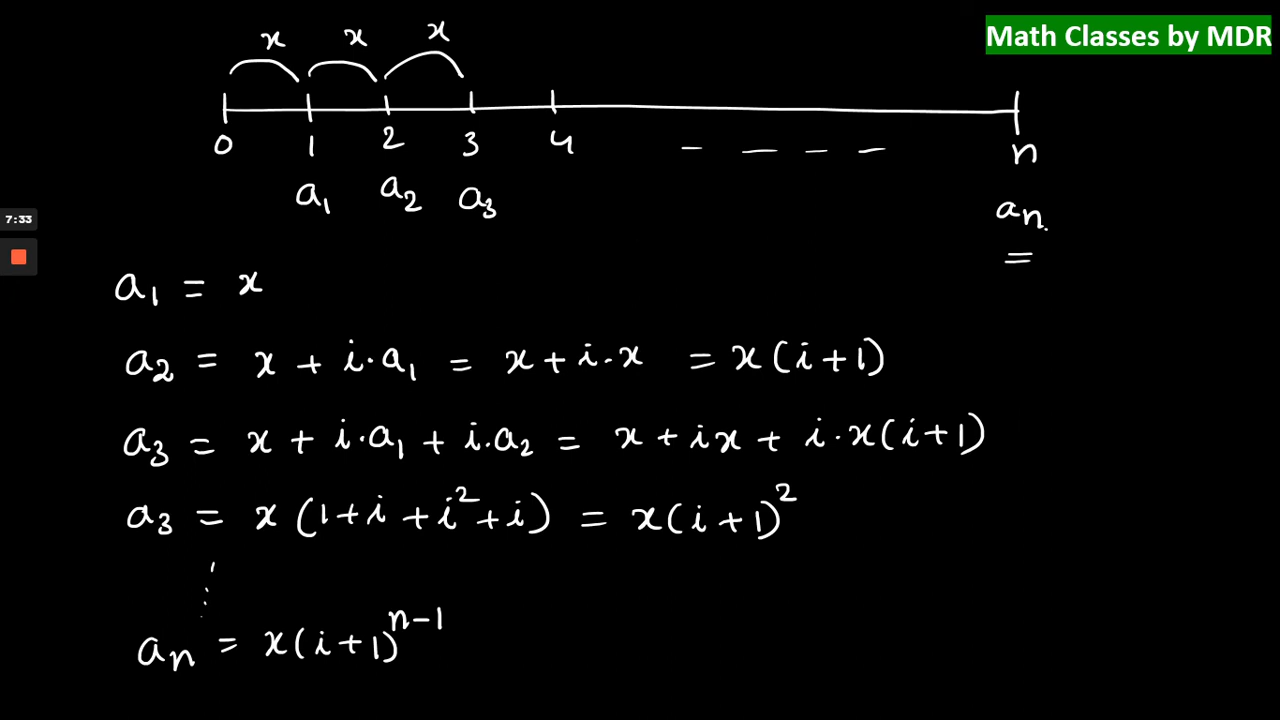 x x x
Math Classes by MDR
0 1 2 3 4 – – – – n
a₁ a₂ a₃ aₙ.
=
7:33
a₁ = x
a₂ = x + i·a₁ = x + i·x = x(i+1)
a₃ = x + i·a₁ + i.a₂ = x + ix + i·x(i+1)
a₃ = x (1+i+i²+i) = x(i+1)²
⋮
aₙ = x(i+1)ⁿ⁻¹